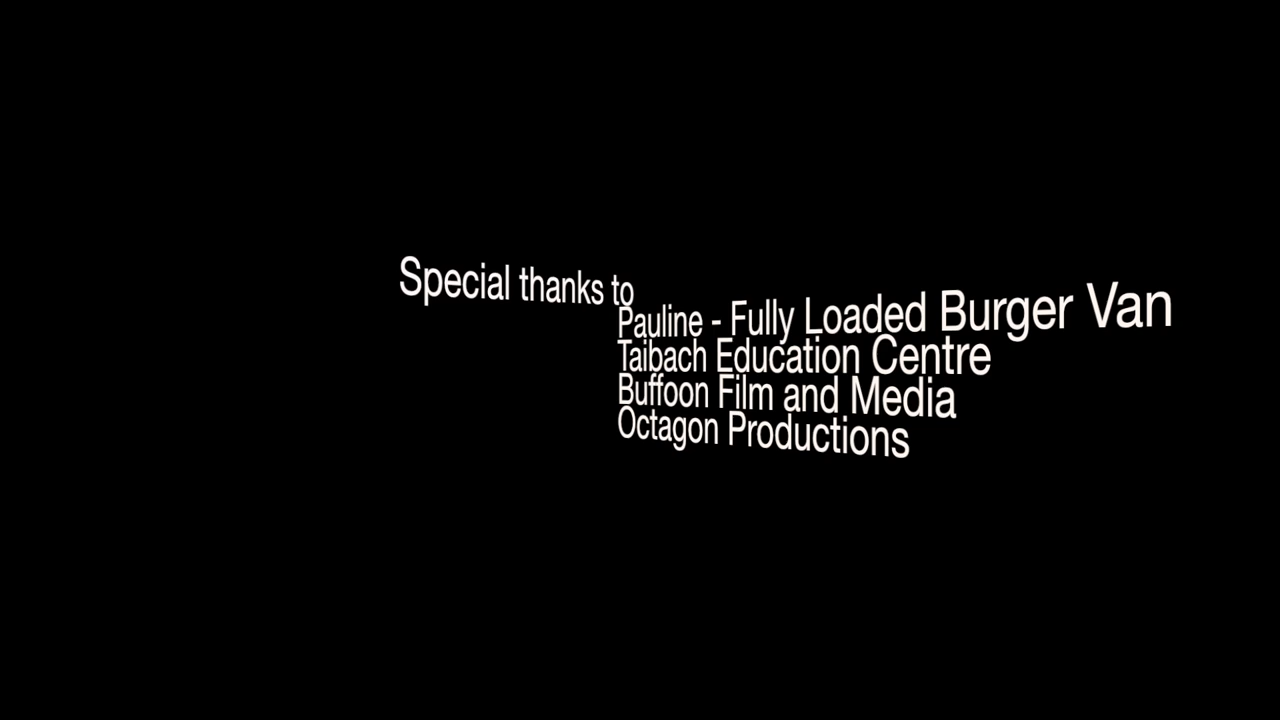 Special thanks to
Pauline - Fully Loaded Burger Van
Taibach Education Centre
Buffoon Film and Media
Octagon Productions